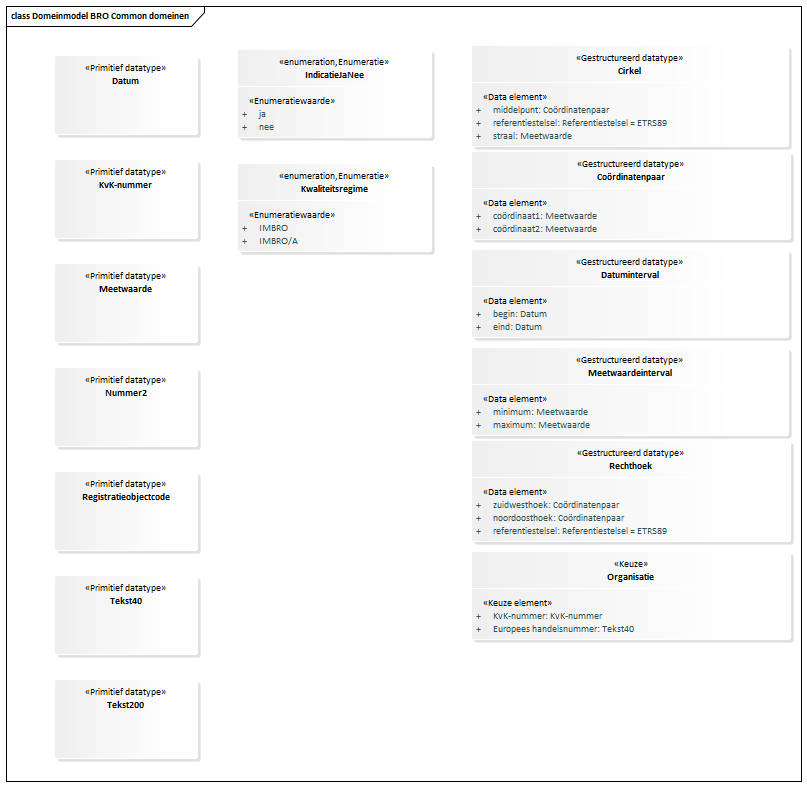 class Domeinmodel BRO Common domeinen
«Primitief datatype»
Datum
«Primitief datatype»
KvK-nummer
«Primitief datatype»
Meetwaarde
«Primitief datatype»
Nummer2
«Primitief datatype»
Registratieobjectcode
«Primitief datatype»
Tekst40
«Primitief datatype»
Tekst200
«enumeration,Enumeratie»
IndicatieJaNee
«Enumeratiewaarde»
+ ja
+ nee
«enumeration,Enumeratie»
Kwaliteitsregime
«Enumeratiewaarde»
+ IMBRO
+ IMBRO/A
«Gestructureerd datatype»
Cirkel
«Data element»
+ middelpunt: Coördinatenpaar
+ referentiestelsel: Referentiestelsel = ETRS89
+ straal: Meetwaarde
«Gestructureerd datatype»
Coördinatenpaar
«Data element»
+ coördinaat1: Meetwaarde
+ coördinaat2: Meetwaarde
«Gestructureerd datatype»
Datuminterval
«Data element»
+ begin: Datum
+ eind: Datum
«Gestructureerd datatype»
Meetwaardeinterval
«Data element»
+ minimum: Meetwaarde
+ maximum: Meetwaarde
«Gestructureerd datatype»
Rechthoek
«Data element»
+ zuidwesthoek: Coördinatenpaar
+ noordoosthoek: Coördinatenpaar
+ referentiestelsel: Referentiestelsel = ETRS89
«Keuze»
Organisatie
«Keuze element»
+ KvK-nummer: KvK-nummer
+ Europees handelsnummer: Tekst40